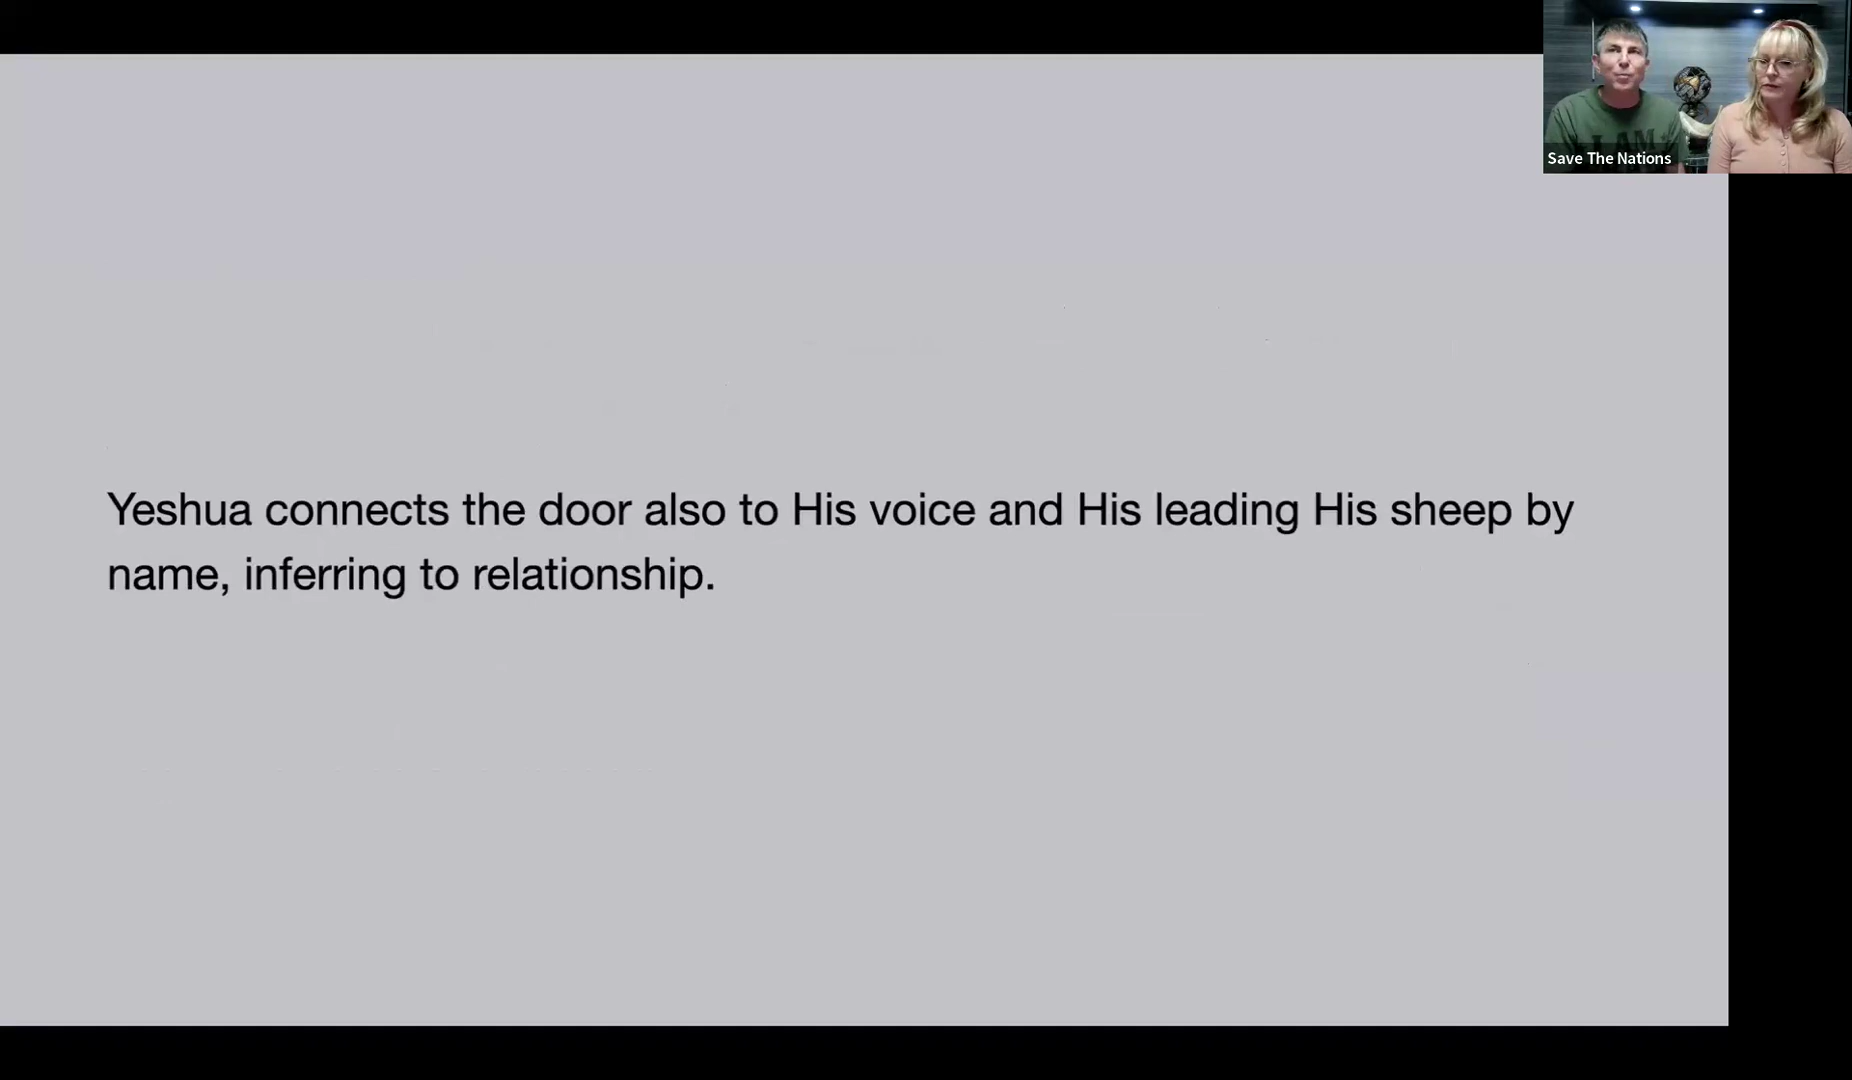 I AM
Save The Nations
Yeshua connects the door also to His voice and His leading His sheep by
name, inferring to relationship.